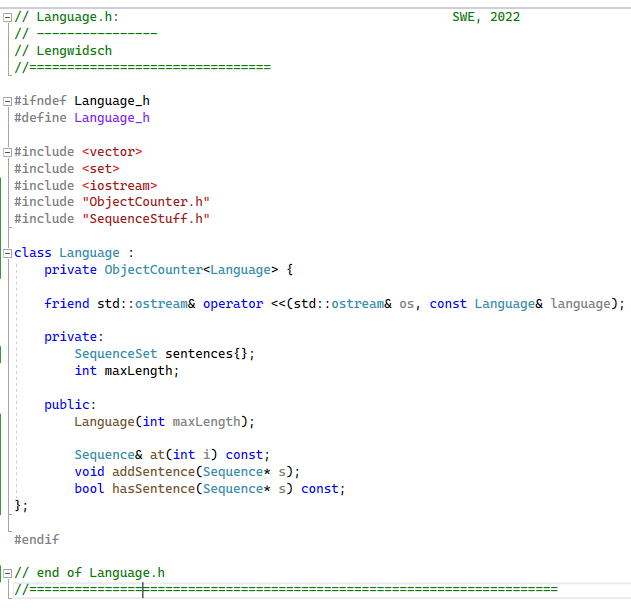 // Language.h:                                            SWE, 2022
// ----------------
// Lengwidsch
//================================
#ifndef Language_h
#define Language_h
#include <vector>
#include <set>
#include <iostream>
#include "ObjectCounter.h"
#include "SequenceStuff.h"
class Language :
    private ObjectCounter<Language> {
    friend std::ostream& operator <<(std::ostream& os, const Language& language);
    private:
        SequenceSet sentences{};
        int maxLength;
    public:
        Language(int maxLength);
        Sequence& at(int i) const;
        void addSentence(Sequence* s);
        bool hasSentence(Sequence* s) const;
};
#endif
// end of Language.h
//======================================================================